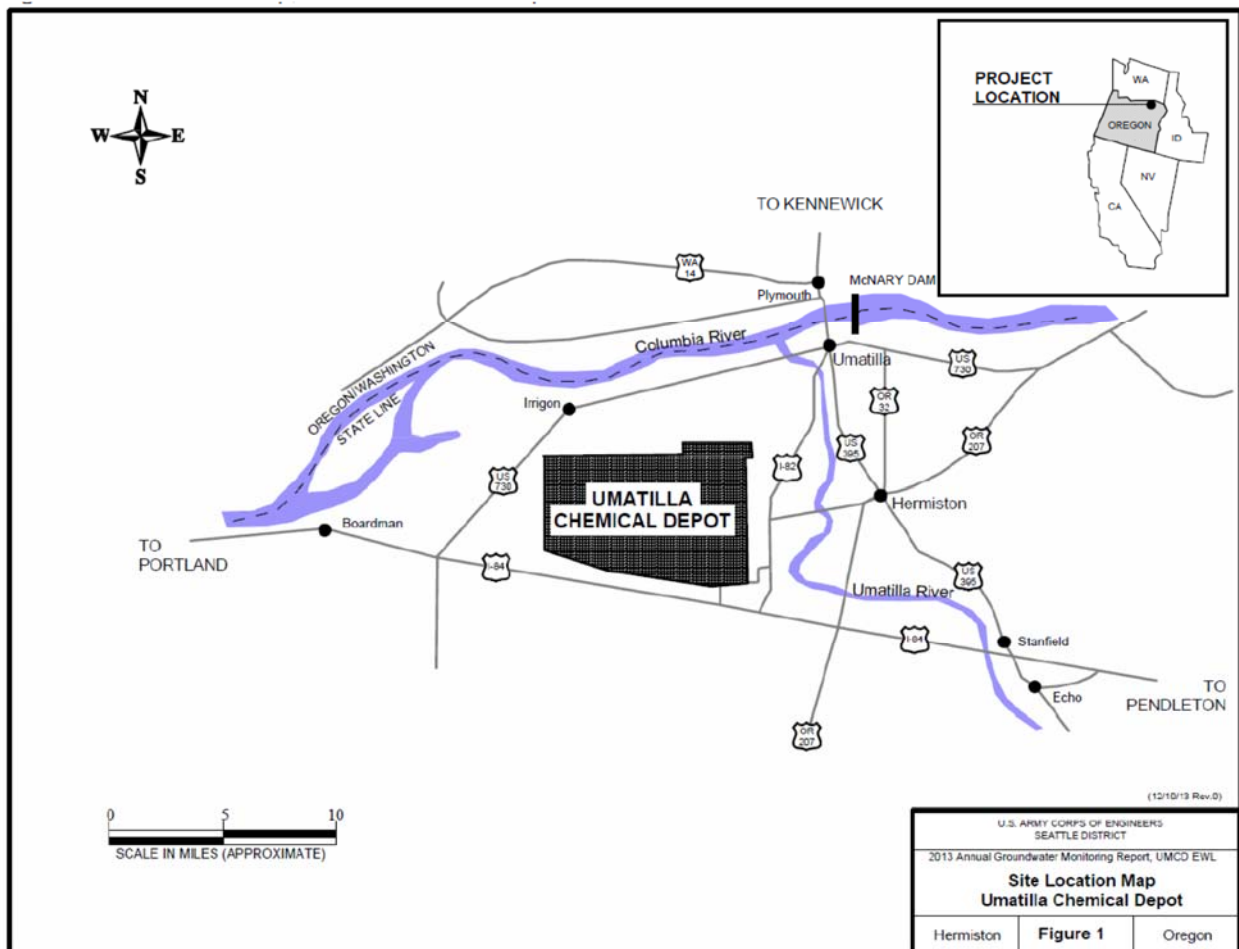 N
W
E
S
PROJECT
LOCATION
WA
OREGON
ID
NV
CA
TO KENNEWICK
WA
14
McNARY DAM
Plymouth
Columbia River
OREGON/WASHINGTON
STATE LINE
Umatilla
US
730
Irrigon
OR
32
I-82
US
395
OR
207
US
730
UMATILLA
CHEMICAL DEPOT
Hermiston
Boardman
TO
PORTLAND
I-84
Umatilla River
US
395
I-84
Stanfield
Echo
TO
PENDLETON
OR
207
(12/10/13 Rev.0)
0
5
10
SCALE IN MILES (APPROXIMATE)
U.S. ARMY CORPS OF ENGINEERS
SEATTLE DISTRICT
2013 Annual Groundwater Monitoring Report, UMCD EWL
Site Location Map
Umatilla Chemical Depot
Hermiston
Figure 1
Oregon